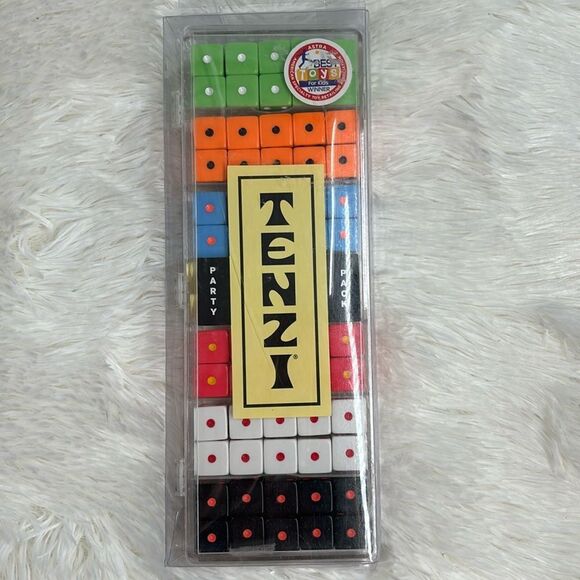 ASTRA
BEST
TOYS
For Kids
WINNER
TENZI®
PARTY
PACK